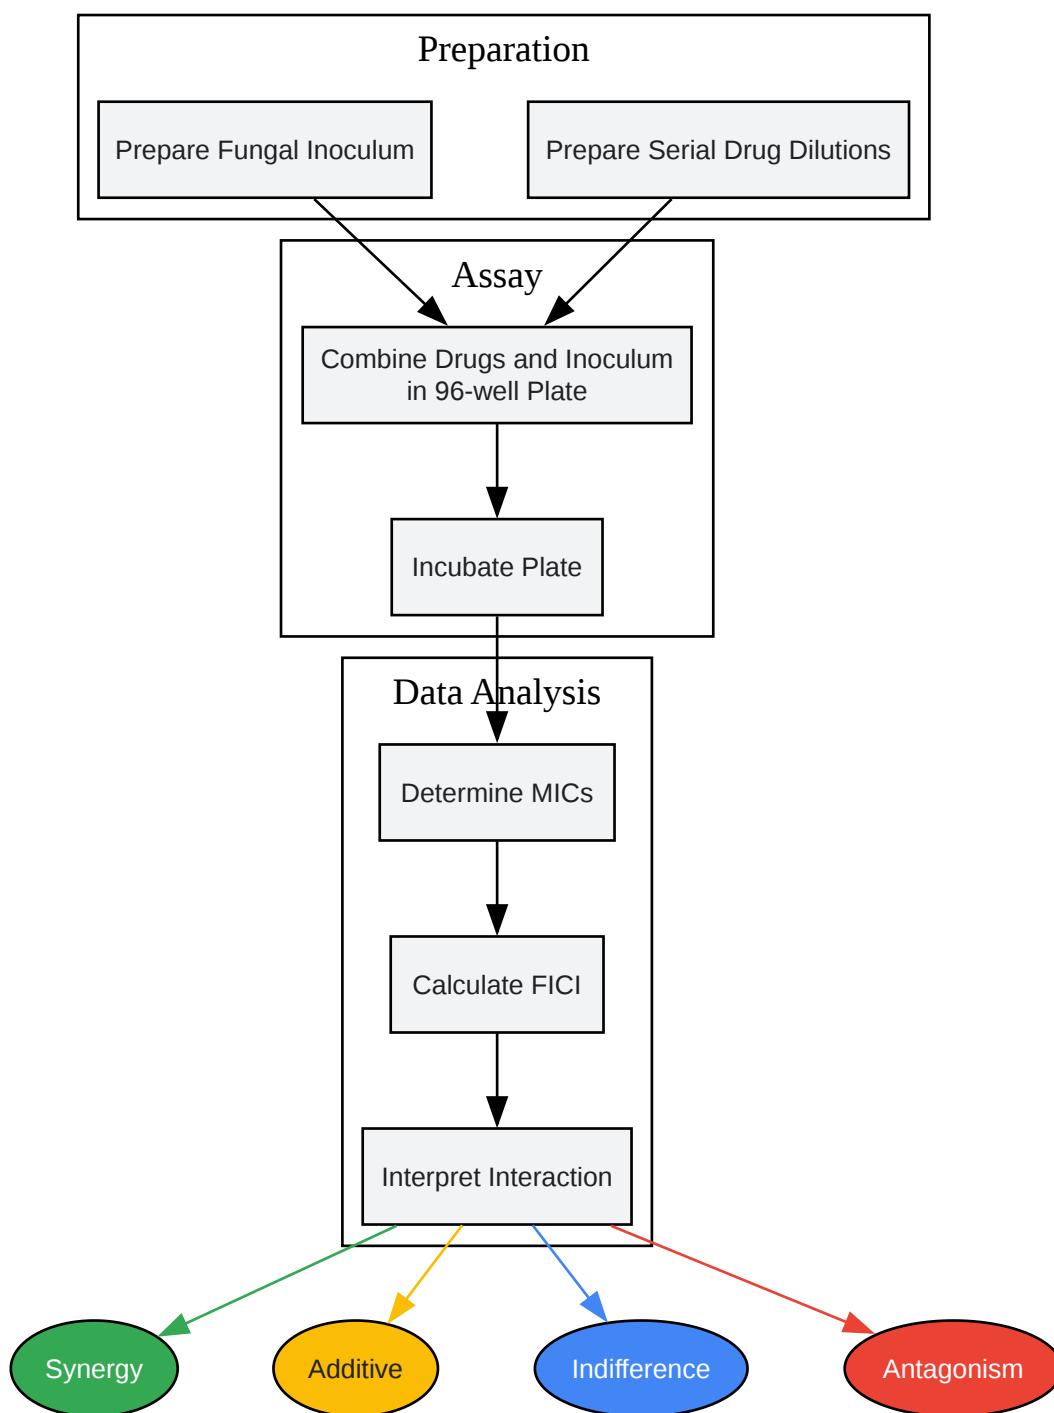 Preparation
Prepare Fungal Inoculum
Prepare Serial Drug Dilutions
Assay
Combine Drugs and Inoculum
in 96-well Plate
Incubate Plate
Data Analysis
Determine MICs
Calculate FICI
Interpret Interaction
Synergy
Additive
Indifference
Antagonism